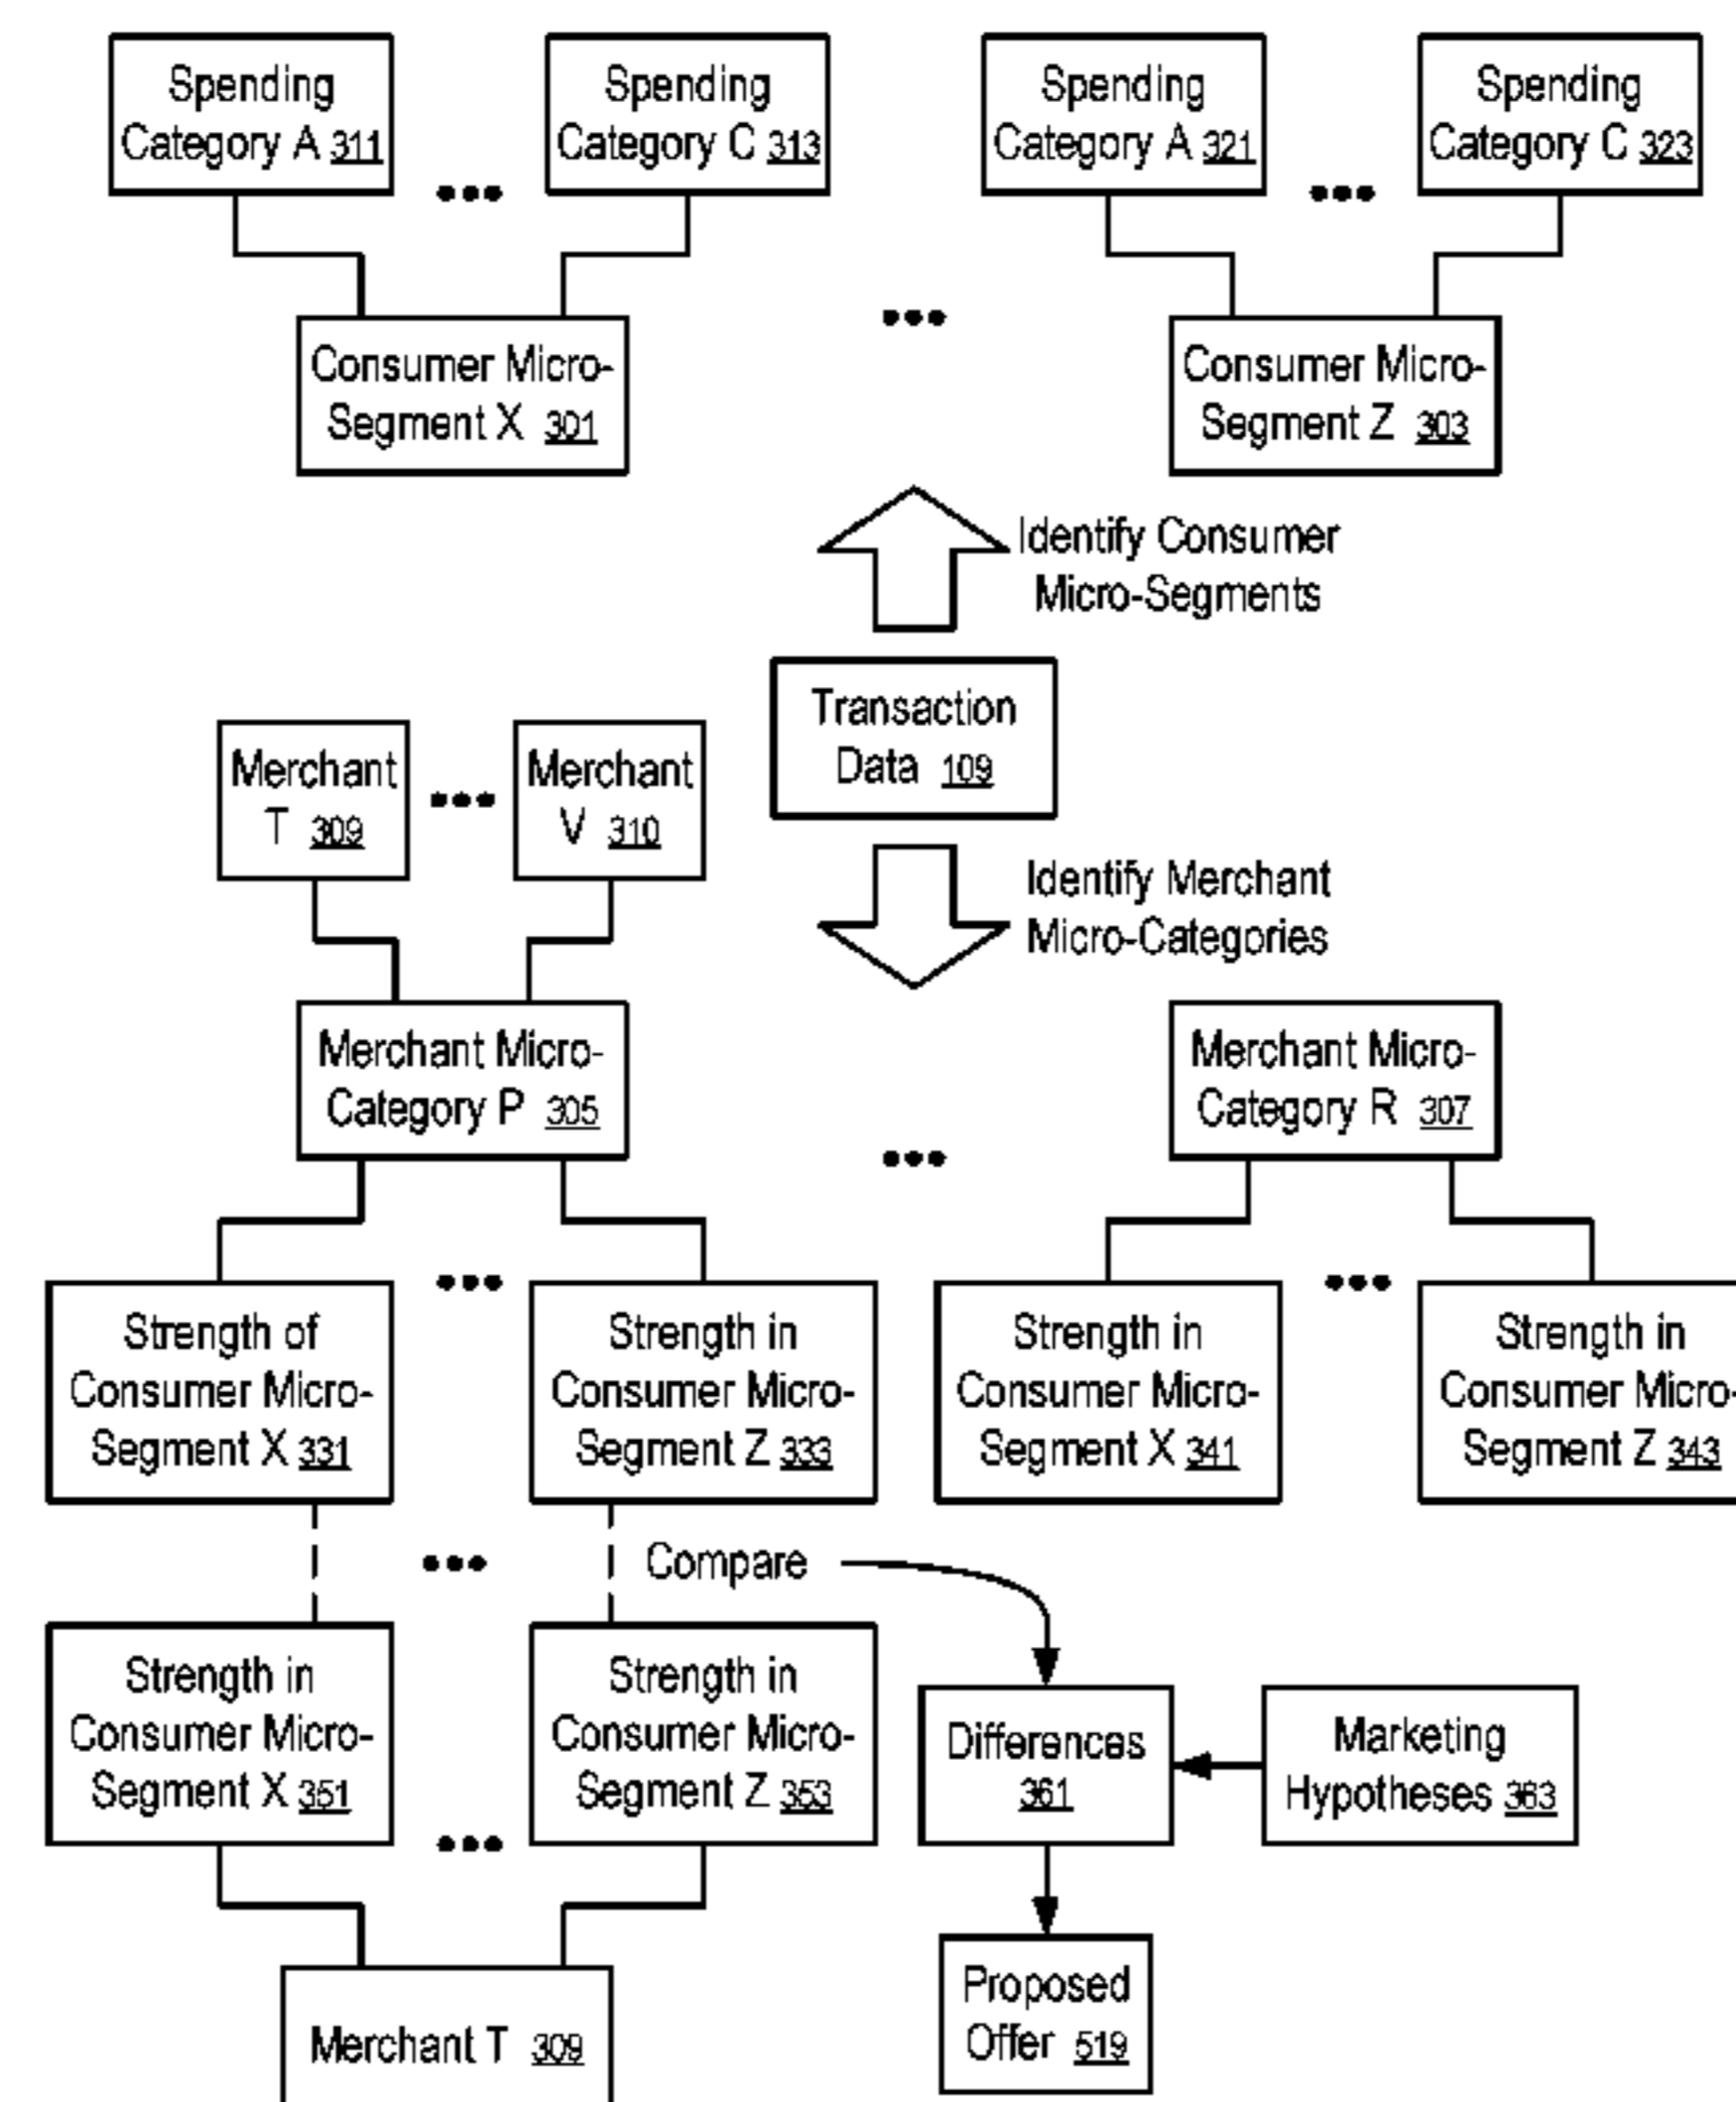 Spending
Category A 311
Spending
Category C 313
Spending
Category A 321
Spending
Category C 323
Consumer Micro-
Segment X 301
Consumer Micro-
Segment Z 303
Identify Consumer
Micro-Segments
Transaction
Data 109
Merchant
T 309
Merchant
V 310
Identify Merchant
Micro-Categories
Merchant Micro-
Category P 305
Merchant Micro-
Category R 307
Strength of
Consumer Micro-
Segment X 331
Strength in
Consumer Micro-
Segment Z 333
Strength in
Consumer Micro-
Segment X 341
Strength in
Consumer Micro-
Segment Z 343
Compare
Strength in
Consumer Micro-
Segment X 351
Strength in
Consumer Micro-
Segment Z 353
Differences
361
Marketing
Hypotheses 363
Merchant T 309
Proposed
Offer 519